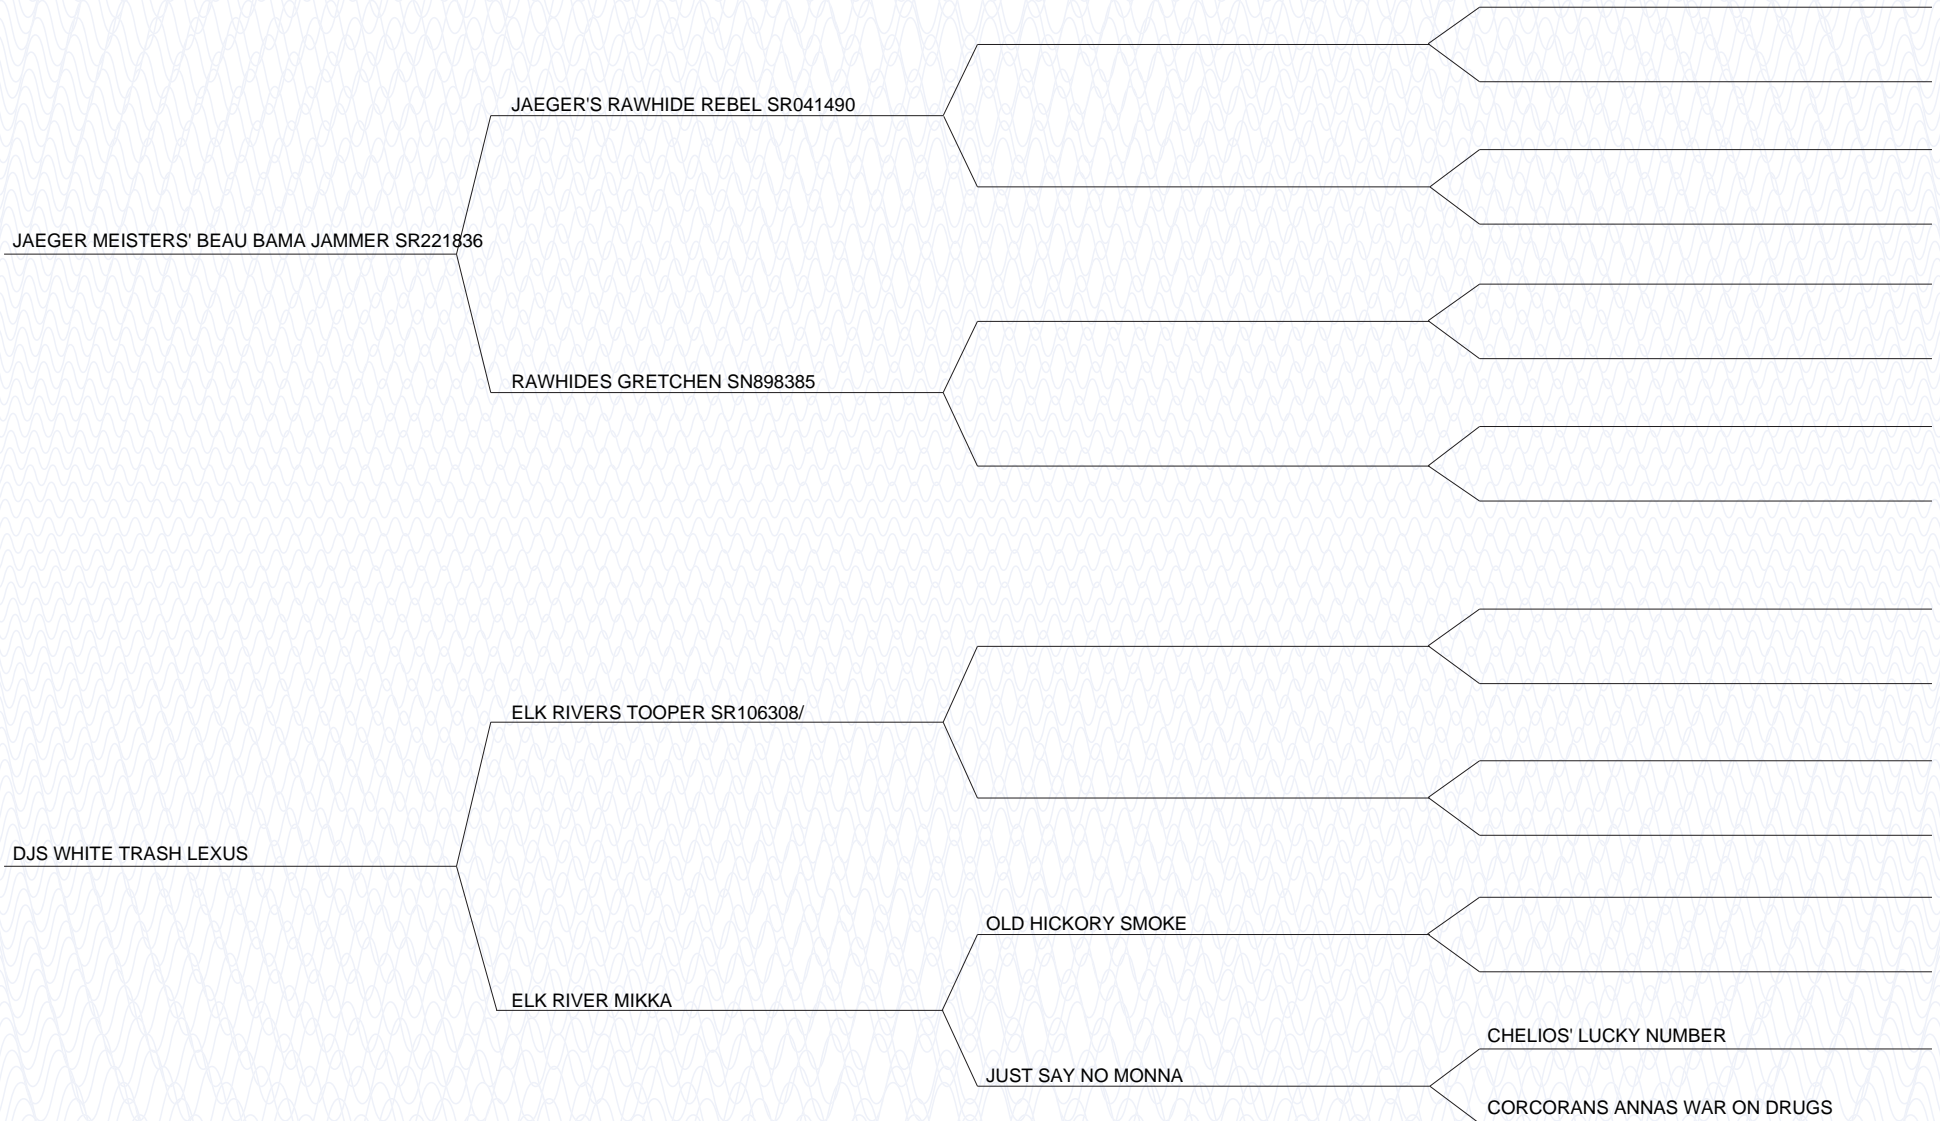 JAEGER'S RAWHIDE REBEL SR041490
JAEGER MEISTERS' BEAU BAMA JAMMER SR221836
RAWHIDES GRETCHEN SN898385
ELK RIVERS TOOPER SR106308/
DJS WHITE TRASH LEXUS
OLD HICKORY SMOKE
ELK RIVER MIKKA
CHELIOS' LUCKY NUMBER
JUST SAY NO MONNA
CORCORANS ANNAS WAR ON DRUGS